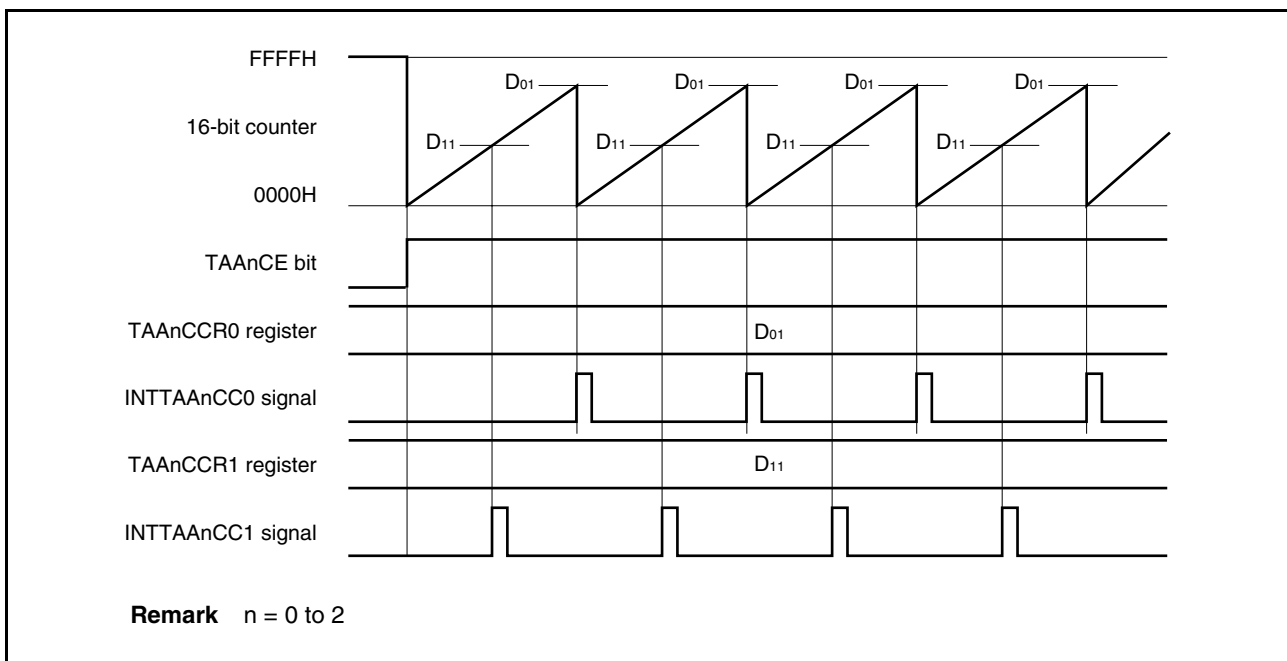 FFFFH
D01 D01 D01 D01
16-bit counter
D11 D11 D11 D11
0000H
TAAnCE bit
TAAnCCR0 register
D01
INTTAAnCC0 signal
TAAnCCR1 register
D11
INTTAAnCC1 signal
Remark n = 0 to 2